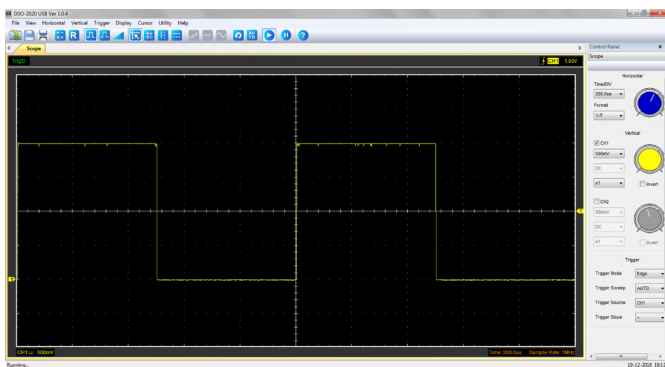 DSO-2020 USB Ver 1.0.4
File View Horizontal Vertical Trigger Display Cursor Utility Help
Scope
Trig'D
CH1 1.00V
CH1 500mV
Time 200.0us Sample Rate 1MHz
Control Panel
Scope
Horizontal
Time/DIV
200.0us
Format
Y-T
Vertical
CH1
500mV
DC
x1
Invert
CH2
500mV
DC
x1
Invert
Trigger
Trigger Mode Edge
Trigger Sweep AUTO
Trigger Source CH1
Trigger Slope +
Running...